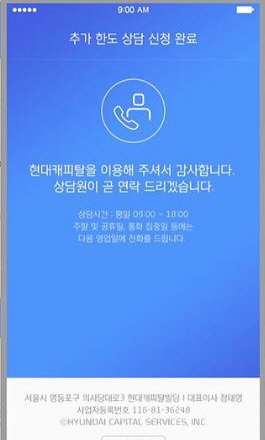 9:00 AM
추가 한도 상담 신청 완료
현대캐피탈을 이용해 주셔서 감사합니다.
상담원이 곧 연락 드리겠습니다.
상담시간 : 평일 09:00 ~ 18:00
주말 및 공휴일, 통화 집중일 등에는
다음 영업일에 전화를 드립니다.
서울시 영등포구 의사당대로3 현대캐피탈빌딩 I 대표이사 정태영
사업자등록번호 116-81-36248
©HYUNDAI CAPITAL SERVICES, INC.